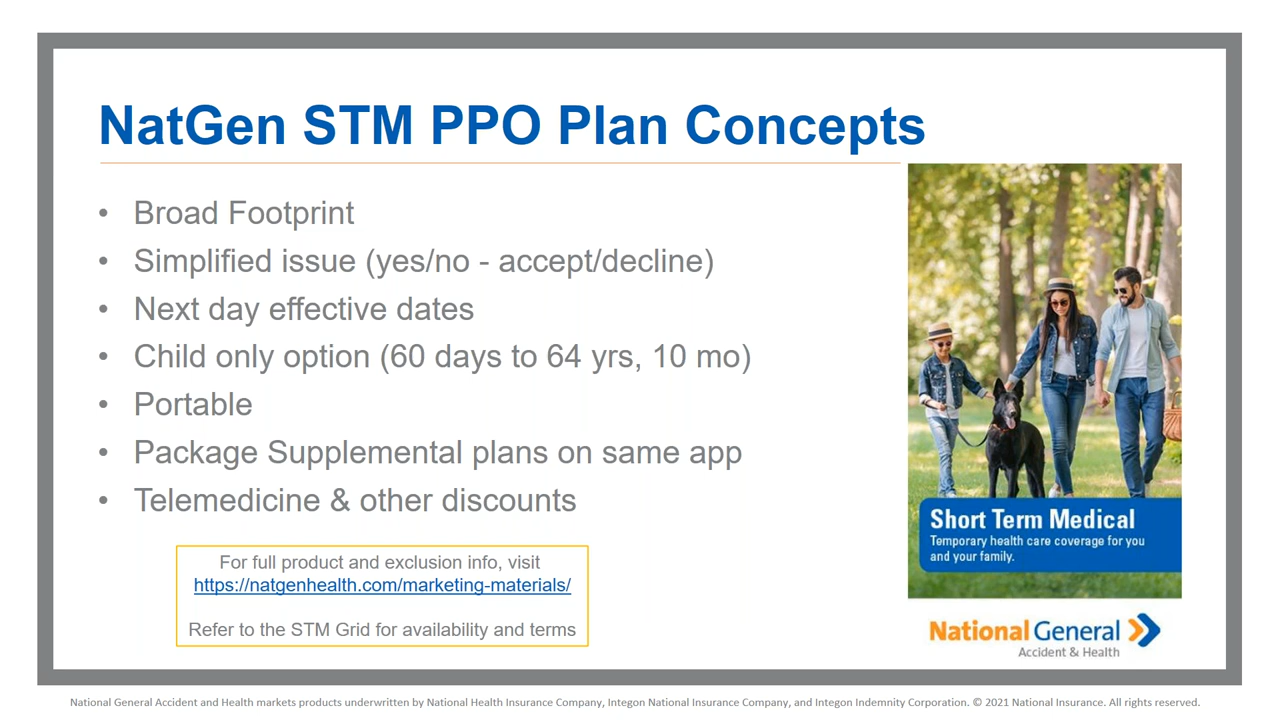 NatGen STM PPO Plan Concepts
• Broad Footprint
• Simplified issue (yes/no - accept/decline)
• Next day effective dates
• Child only option (60 days to 64 yrs, 10 mo)
• Portable
• Package Supplemental plans on same app
• Telemedicine & other discounts
For full product and exclusion info, visit
https://natgenhealth.com/marketing-materials/
Refer to the STM Grid for availability and terms
Short Term Medical
Temporary health care coverage for you
and your family.
National General
Accident & Health
National General Accident and Health markets products underwritten by National Health Insurance Company, Integon National Insurance Company, and Integon Indemnity Corporation. © 2021 National Insurance. All rights reserved.